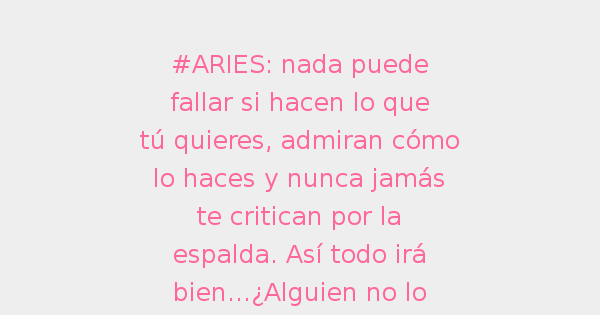 #ARIES: nada puede
fallar si hacen lo que
tú quieres, admiran cómo
lo haces y nunca jamás
te critican por la
espalda. Así todo irá
bien...¿Alguien no lo